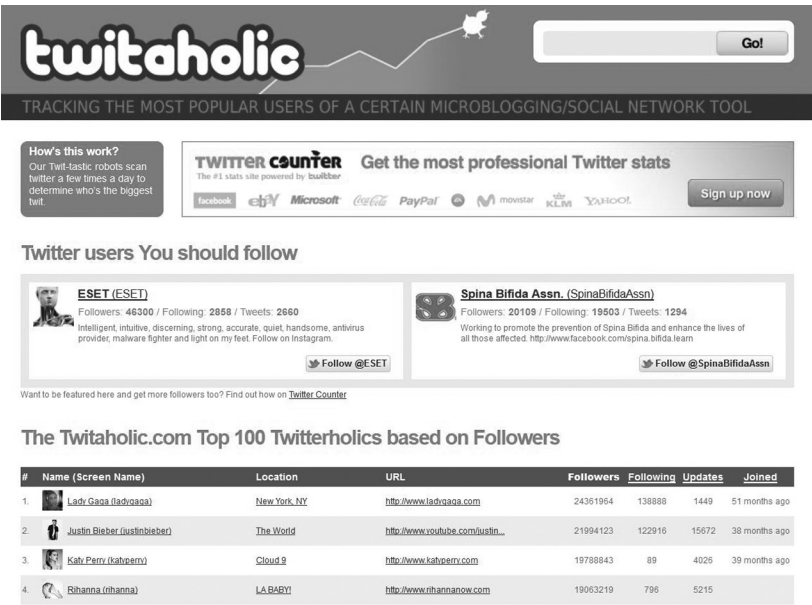 twitaholic
Go!
TRACKING THE MOST POPULAR USERS OF A CERTAIN MICROBLOGGING/SOCIAL NETWORK TOOL
How's this work?
Our Twit-tastic robots scan
twitter a few times a day to
determine who's the biggest
twit.
TWITTER COUNTER
The #1 stats site powered by twitter
Get the most professional Twitter stats
facebook ebY Microsoft Coca-Cola PayPal EA movistar KLM YAHOO!
Sign up now
Twitter users You should follow
ESET (ESET)
Followers: 46300 / Following: 2858 / Tweets: 2660
Intelligent, intuitive, discerning, strong, accurate, quiet, handsome, antivirus
provider, malware fighter and light on my feet. Follow on Instagram.
Follow @ESET
Spina Bifida Assn. (SpinaBifidaAssn)
Followers: 20109 / Following: 19503 / Tweets: 1294
Working to promote the prevention of Spina Bifida and enhance the lives of
all those affected. http://www.facebook.com/spina.bifida.learn
Follow @SpinaBifidaAssn
Want to be featured here and get more followers too? Find out how on Twitter Counter
The Twitaholic.com Top 100 Twitterholics based on Followers
# Name (Screen Name) Location URL Followers Following Updates Joined
1. Lady Gaga (ladygaga) New York, NY http://www.ladygaga.com 24361964 138888 1449 51 months ago
2. Justin Bieber (justinbieber) The World http://www.youtube.com/justin... 21994123 122916 15672 38 months ago
3. Katy Perry (katyperry) Cloud 9 http://www.katyperry.com 19788843 89 4026 39 months ago
4. Rihanna (rihanna) LA BABY! http://www.rihannanow.com 19063219 796 5215